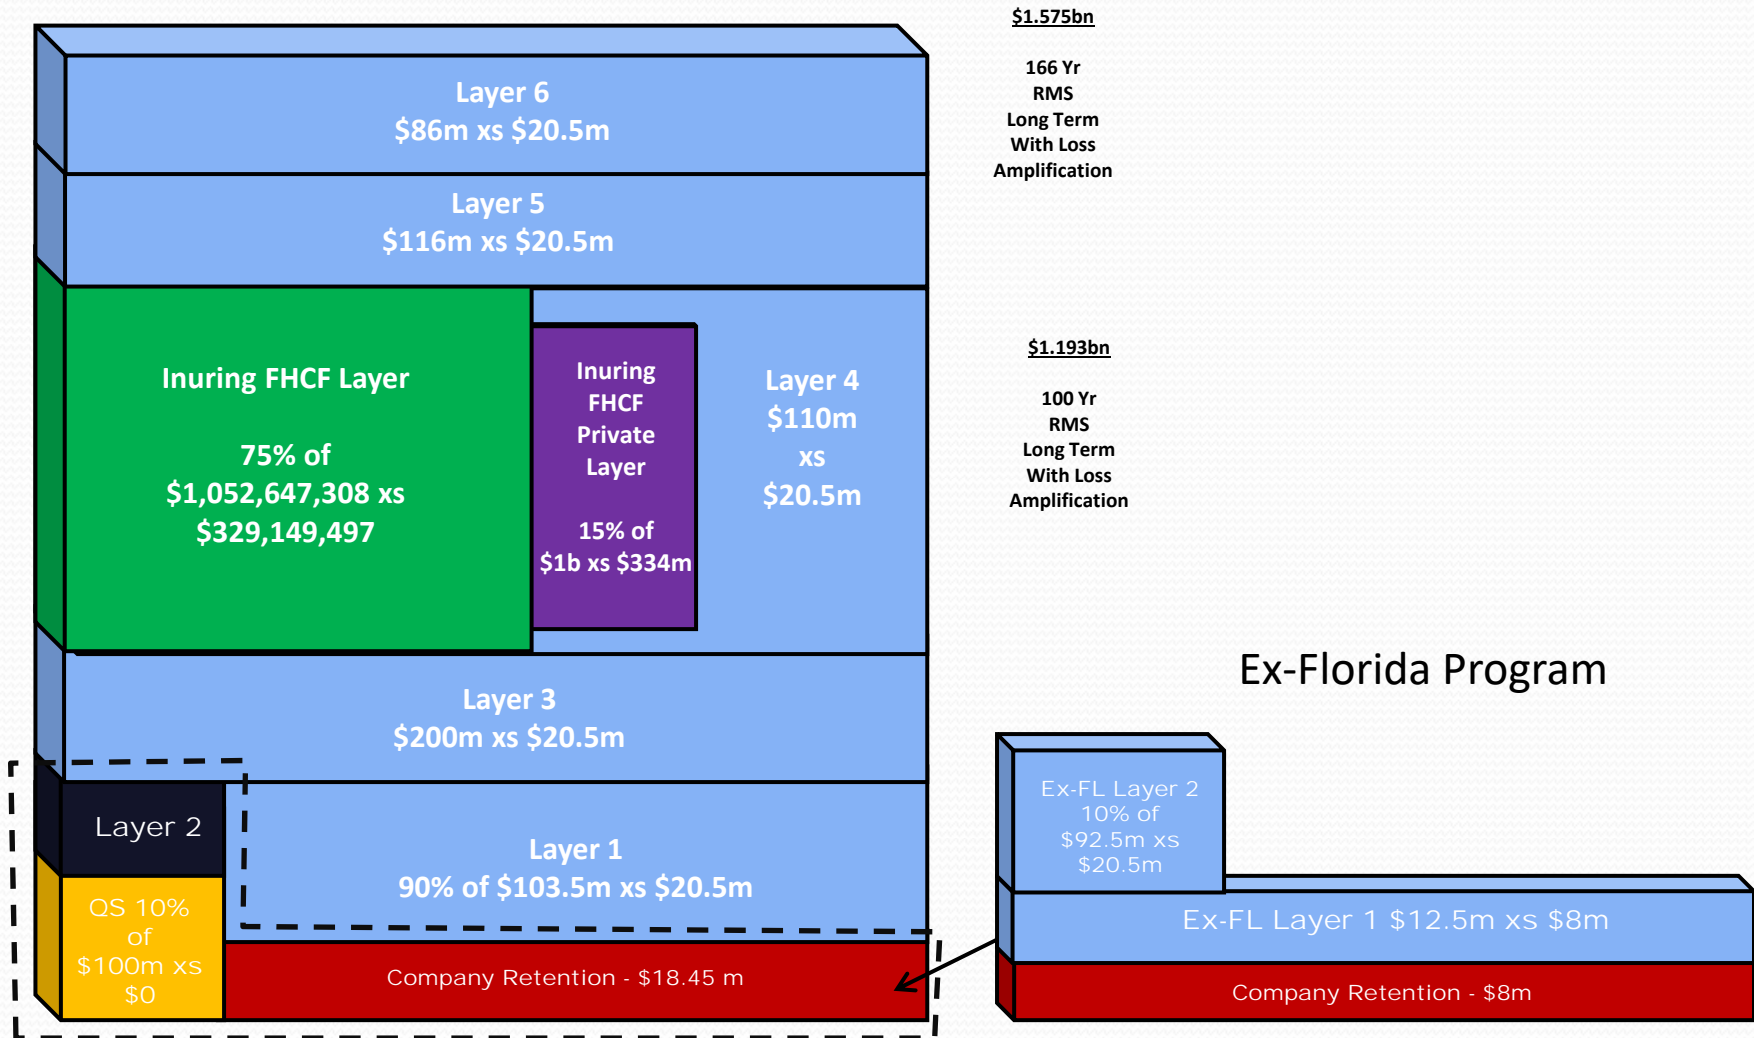 $1.575bn
166 Yr
RMS
Long Term
With Loss
Amplification
Layer 6
$86m xs $20.5m
Layer 5
$116m xs $20.5m
Inuring FHCF Layer
75% of
$1,052,647,308 xs
$329,149,497
Inuring
FHCF
Private
Layer
15% of
$1b xs $334m
Layer 4
$110m
xs
$20.5m
$1.193bn
100 Yr
RMS
Long Term
With Loss
Amplification
Layer 3
$200m xs $20.5m
Layer 2
Layer 1
90% of $103.5m xs $20.5m
QS 10%
of
$100m xs
$0
Company Retention - $18.45 m
Ex-Florida Program
Ex-FL Layer 2
10% of
$92.5m xs
$20.5m
Ex-FL Layer 1 $12.5m xs $8m
Company Retention - $8m